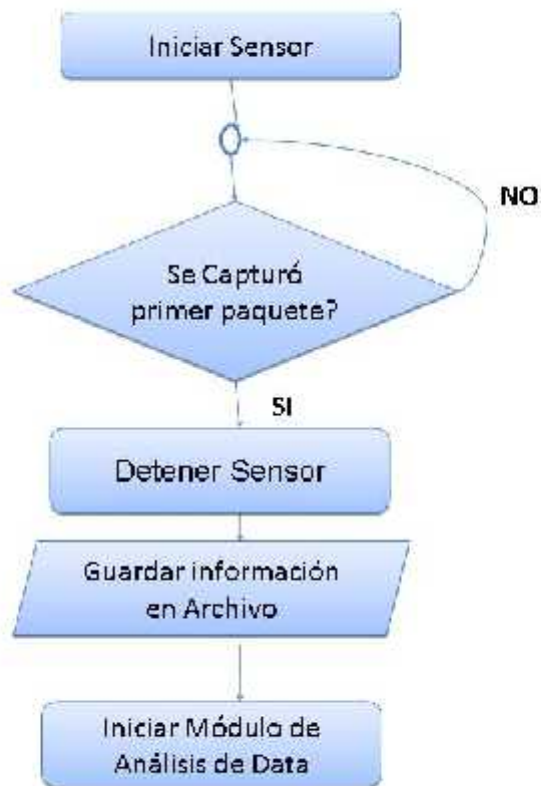 Iniciar Sensor
NO
Se Capturó
primer paquete?
SI
Detener Sensor
Guardar información
en Archivo
Iniciar Módulo de
Análisis de Data